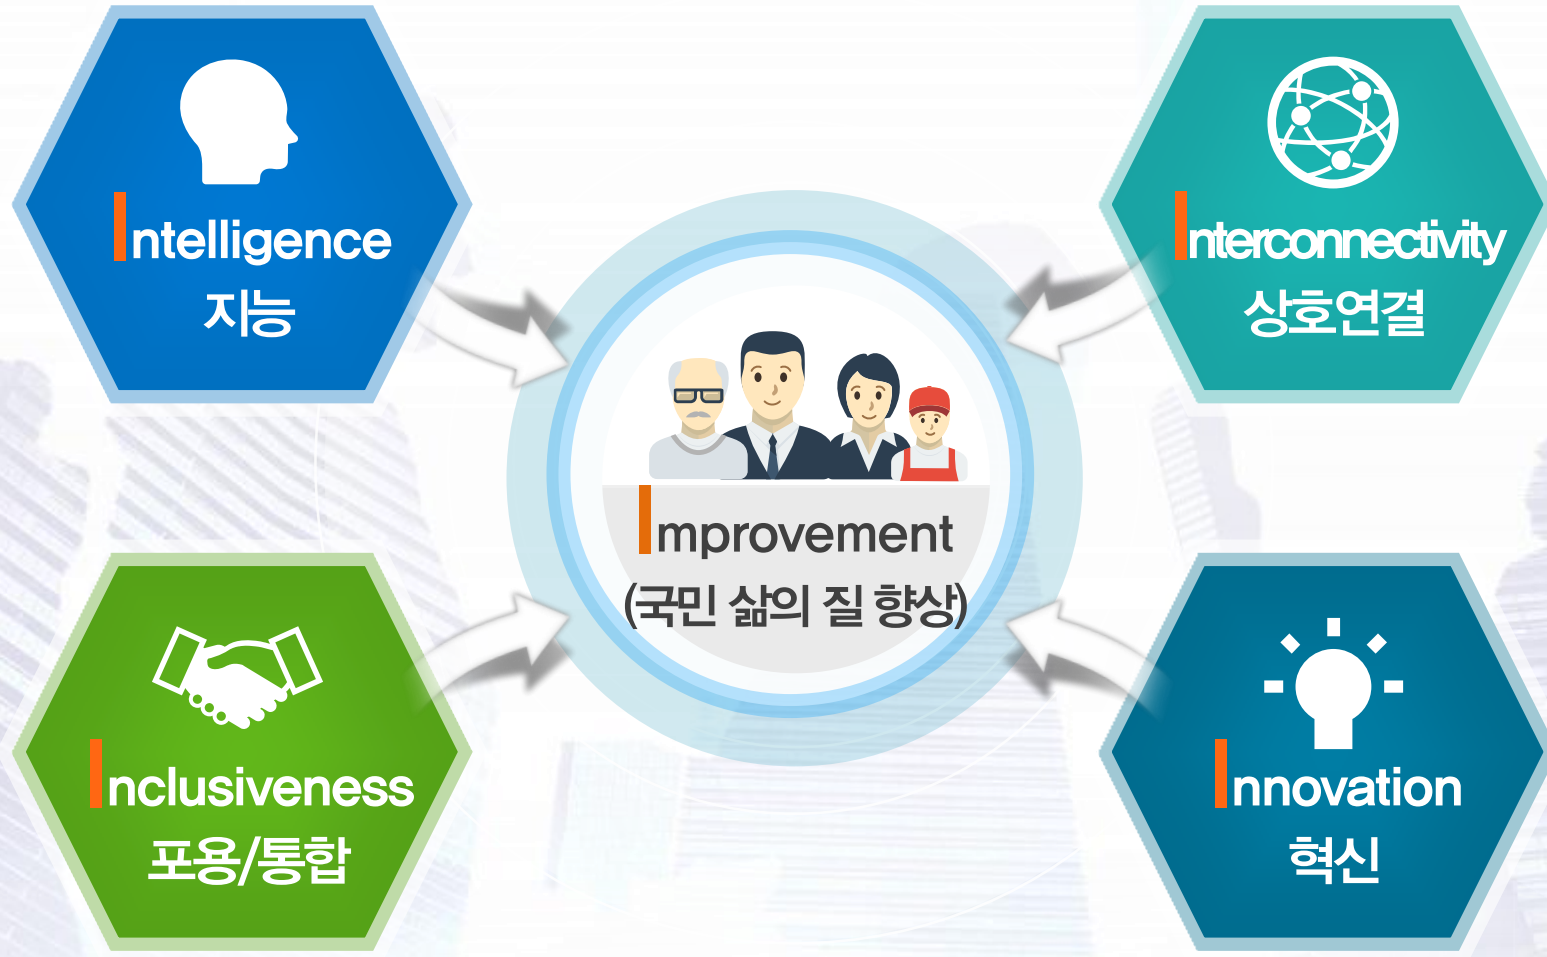 Intelligence
지능
Interconnectivity
상호연결
Improvement
(국민 삶의 질 향상)
Inclusiveness
포용/통합
Innovation
혁신